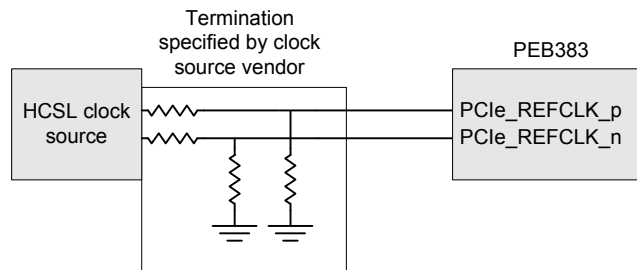 Termination
specified by clock
source vendor
PEB383
HCSL clock
source
PCIe_REFCLK_p
PCIe_REFCLK_n